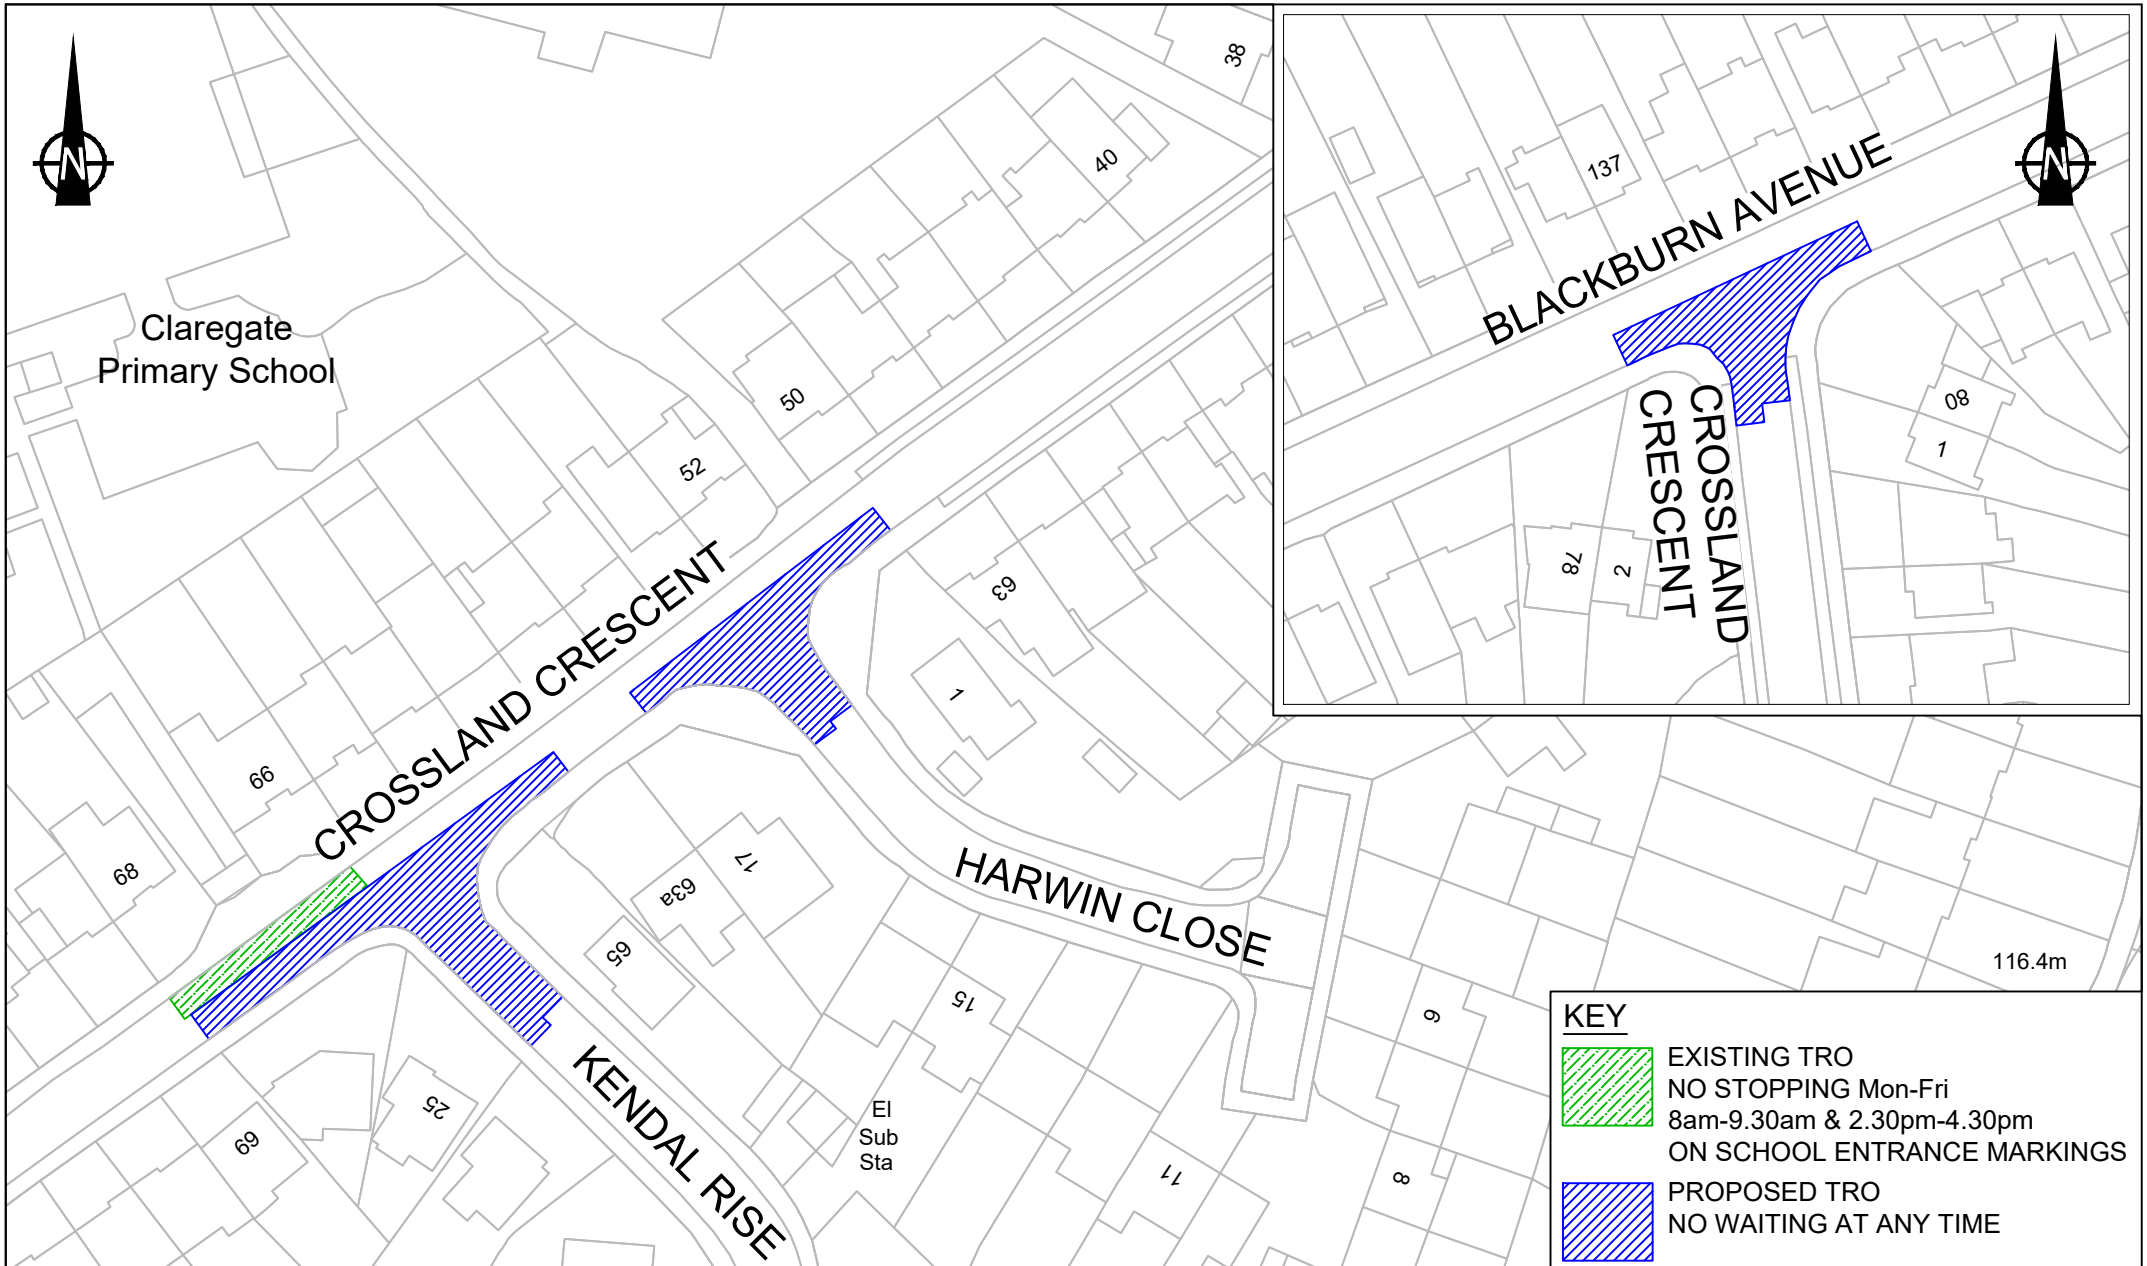 N
Claregate
Primary School
38
40
50
52
66
68
CROSSLAND CRESCENT
63
1
17
63a
65
HARWIN CLOSE
15
KENDAL RISE
25
69
El
Sub
Sta
11
9
8
116.4m
N
137
BLACKBURN AVENUE
CROSSLAND
CRESCENT
80
1
78
2
KEY
EXISTING TRO
NO STOPPING Mon-Fri
8am-9.30am & 2.30pm-4.30pm
ON SCHOOL ENTRANCE MARKINGS
PROPOSED TRO
NO WAITING AT ANY TIME